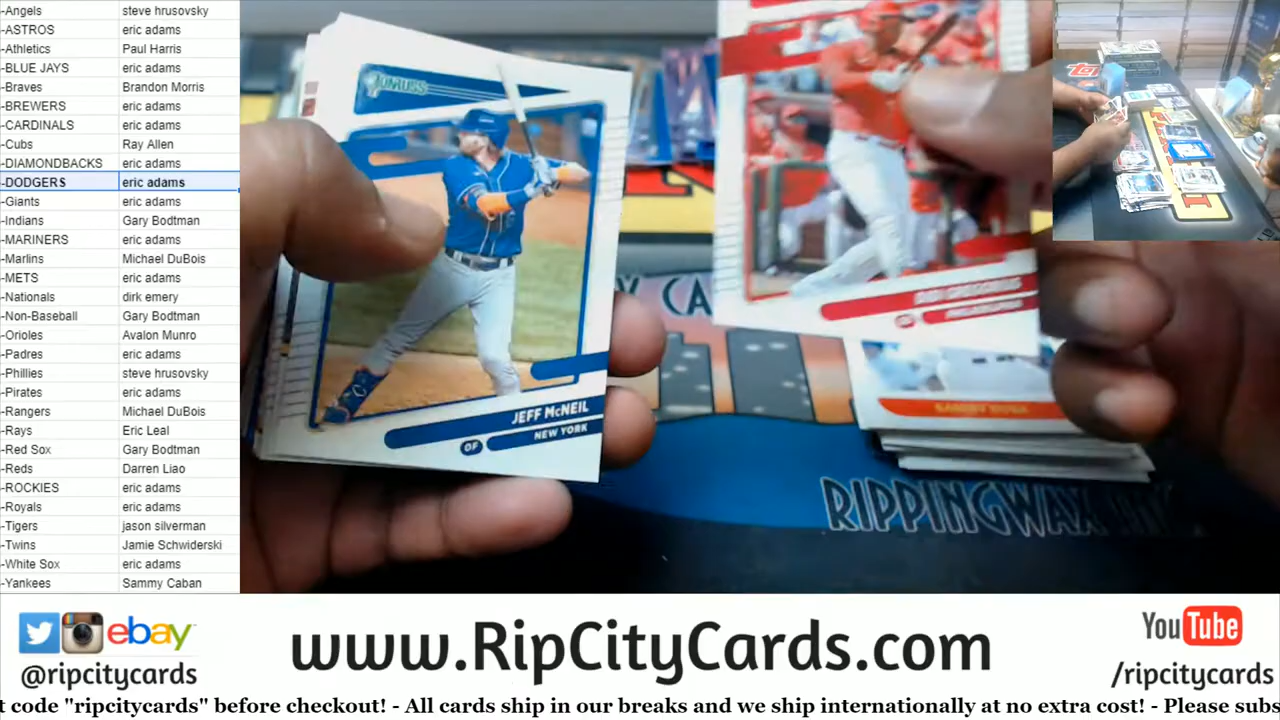 -Angels steve hrusovsky
-ASTROS eric adams
-Athletics Paul Harris
-BLUE JAYS eric adams
-Braves Brandon Morris
-BREWERS eric adams
-CARDINALS eric adams
-Cubs Ray Allen
-DIAMONDBACKS eric adams
-DODGERS eric adams
-Giants eric adams
-Indians Gary Bodtman
-MARINERS eric adams
-Marlins Michael DuBois
-METS eric adams
-Nationals dirk emery
-Non-Baseball Gary Bodtman
-Orioles Avalon Munro
-Padres eric adams
-Phillies steve hrusovsky
-Pirates eric adams
-Rangers Michael DuBois
-Rays Eric Leal
-Red Sox Gary Bodtman
-Reds Darren Liao
-ROCKIES eric adams
-Royals eric adams
-Tigers jason silverman
-Twins Jamie Schwiderski
-White Sox eric adams
-Yankees Sammy Caban
DONRUSS
JEFF McNEIL
OF NEW YORK
PHILADELPHIA
RIPPINGWAX
ebay
@ripcitycards
www.RipCityCards.com
YouTube
/ripcitycards
t code "ripcitycards" before checkout! - All cards ship in our breaks and we ship internationally at no extra cost! - Please subs